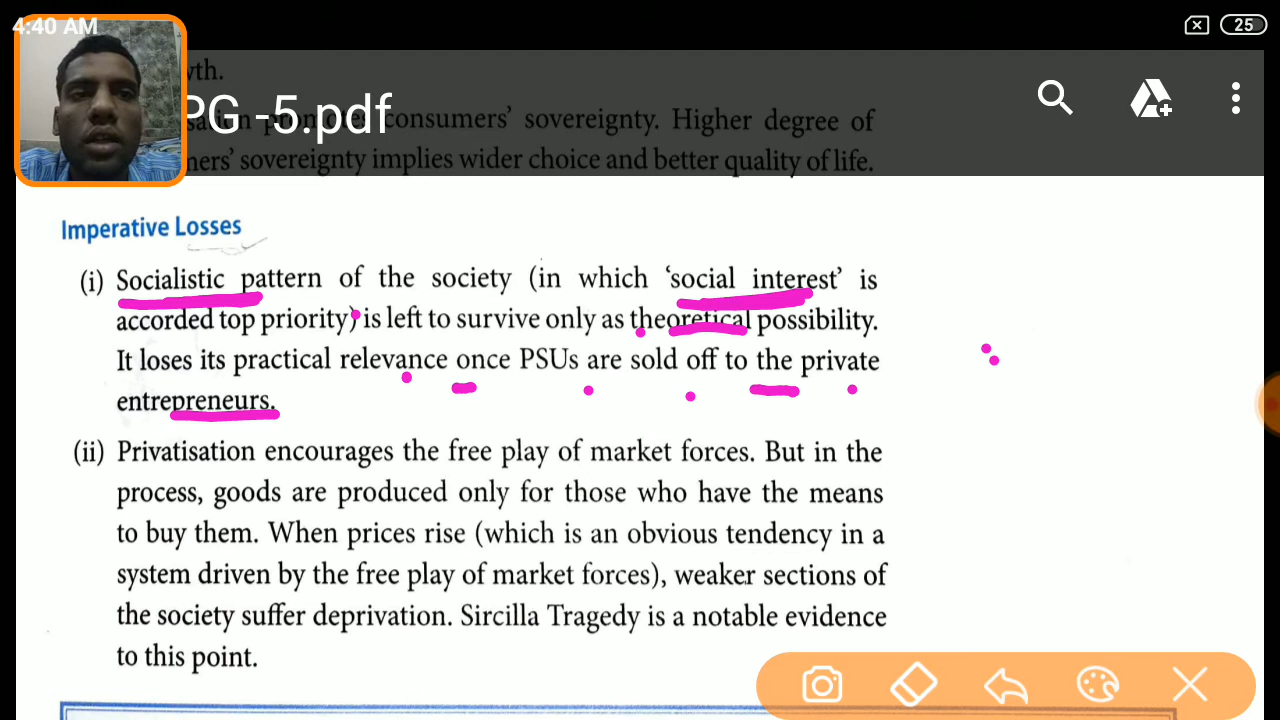 4:40 AM
25
wth.
PG -5.pdf
sation promotes consumers’ sovereignty. Higher degree of
mers’ sovereignty implies wider choice and better quality of life.
Imperative Losses
(i) Socialistic pattern of the society (in which ‘social interest’ is
accorded top priority) is left to survive only as theoretical possibility.
It loses its practical relevance once PSUs are sold off to the private
entrepreneurs.
(ii) Privatisation encourages the free play of market forces. But in the
process, goods are produced only for those who have the means
to buy them. When prices rise (which is an obvious tendency in a
system driven by the free play of market forces), weaker sections of
the society suffer deprivation. Sircilla Tragedy is a notable evidence
to this point.